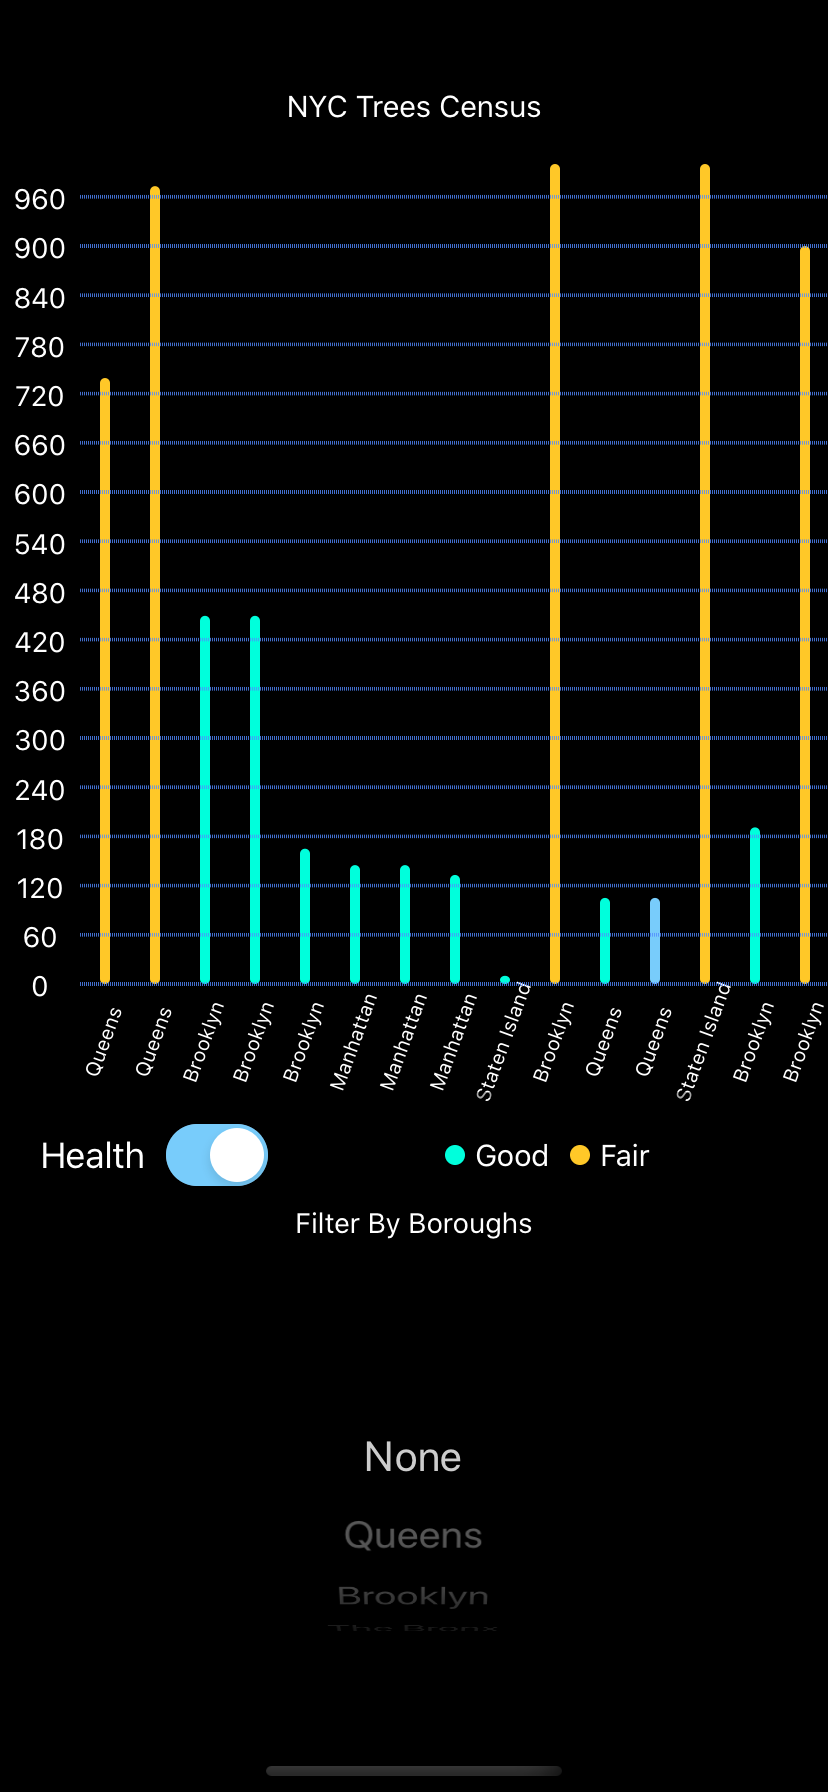 NYC Trees Census
960
900
840
780
720
660
600
540
480
420
360
300
240
180
120
60
0
Queens
Queens
Brooklyn
Brooklyn
Brooklyn
Manhattan
Manhattan
Manhattan
Staten Island
Brooklyn
Queens
Queens
Staten Island
Brooklyn
Brooklyn
Health
Good
Fair
Filter By Boroughs
None
Queens
Brooklyn
The Bronx